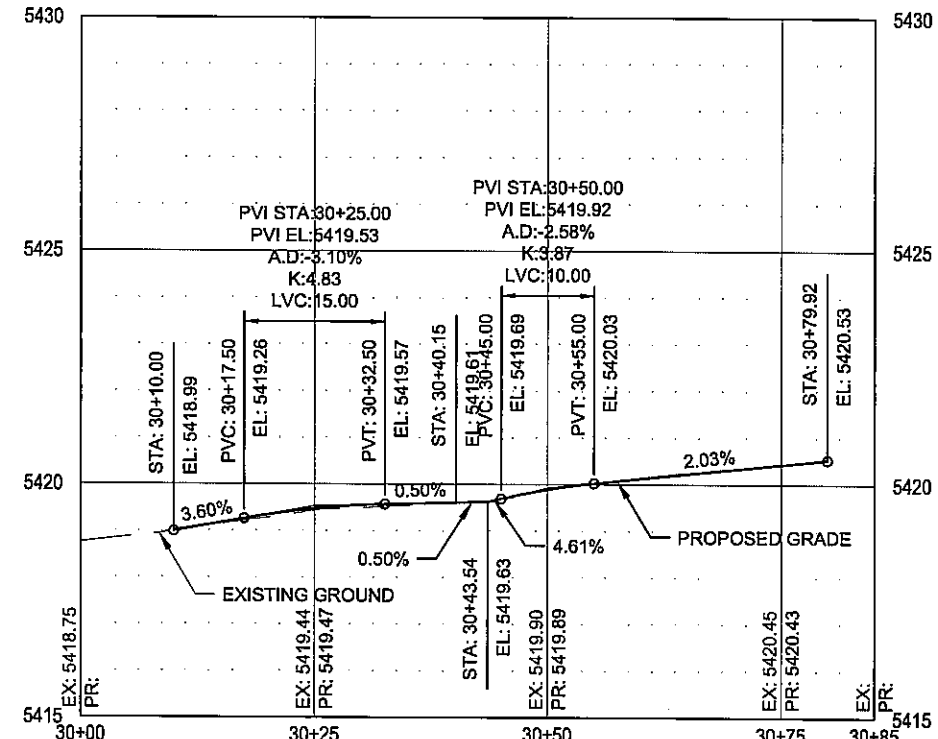 5430
5430
PVI STA:30+25.00
PVI EL:5419.53
A.D:-3.10%
K:4.83
LVC:15.00
PVI STA:30+50.00
PVI EL:5419.92
A.D:-2.58%
K:3.87
LVC:10.00
5425
5425
STA: 30+10.00
EL: 5418.99
PVC: 30+17.50
EL: 5419.26
PVT: 30+32.50
EL: 5419.57
STA: 30+40.15
EL: 5419.61
PVC: 30+45.00
EL: 5419.69
PVT: 30+55.00
EL: 5420.03
STA: 30+79.92
EL: 5420.53
5420
5420
3.60%
0.50%
2.03%
0.50%
4.61%
PROPOSED GRADE
EXISTING GROUND
STA: 30+43.54
EL: 5419.63
EX: 5418.75
PR:
EX: 5419.44
PR: 5419.47
EX: 5419.90
PR: 5419.89
EX: 5420.45
PR: 5420.43
EX:
PR:
5415
5415
30+00
30+25
30+50
30+75
30+85